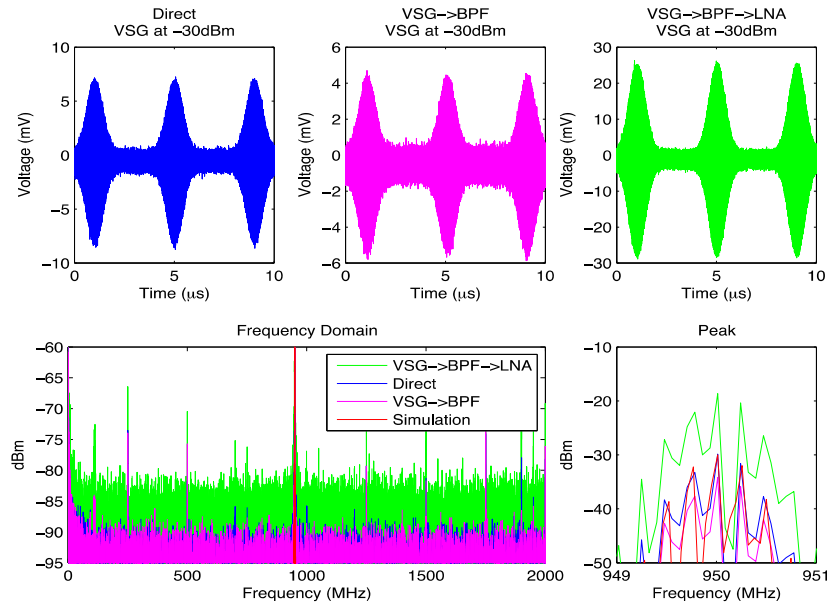 Direct
VSG at −30dBm
VSG−>BPF
VSG at −30dBm
VSG−>BPF−>LNA
VSG at −30dBm
10
5
0
−5
−10
Voltage (mV)
0
5
10
Time (μs)
6
4
2
0
−2
−4
−6
Voltage (mV)
0
5
10
Time (μs)
30
20
10
0
−10
−20
−30
Voltage (mV)
0
5
10
Time (μs)
Frequency Domain
−60
−65
−70
−75
−80
−85
−90
−95
dBm
VSG−>BPF−>LNA
Direct
VSG−>BPF
Simulation
0
500
1000
1500
2000
Frequency (MHz)
Peak
−10
−20
−30
−40
−50
dBm
949
950
951
Frequency (MHz)